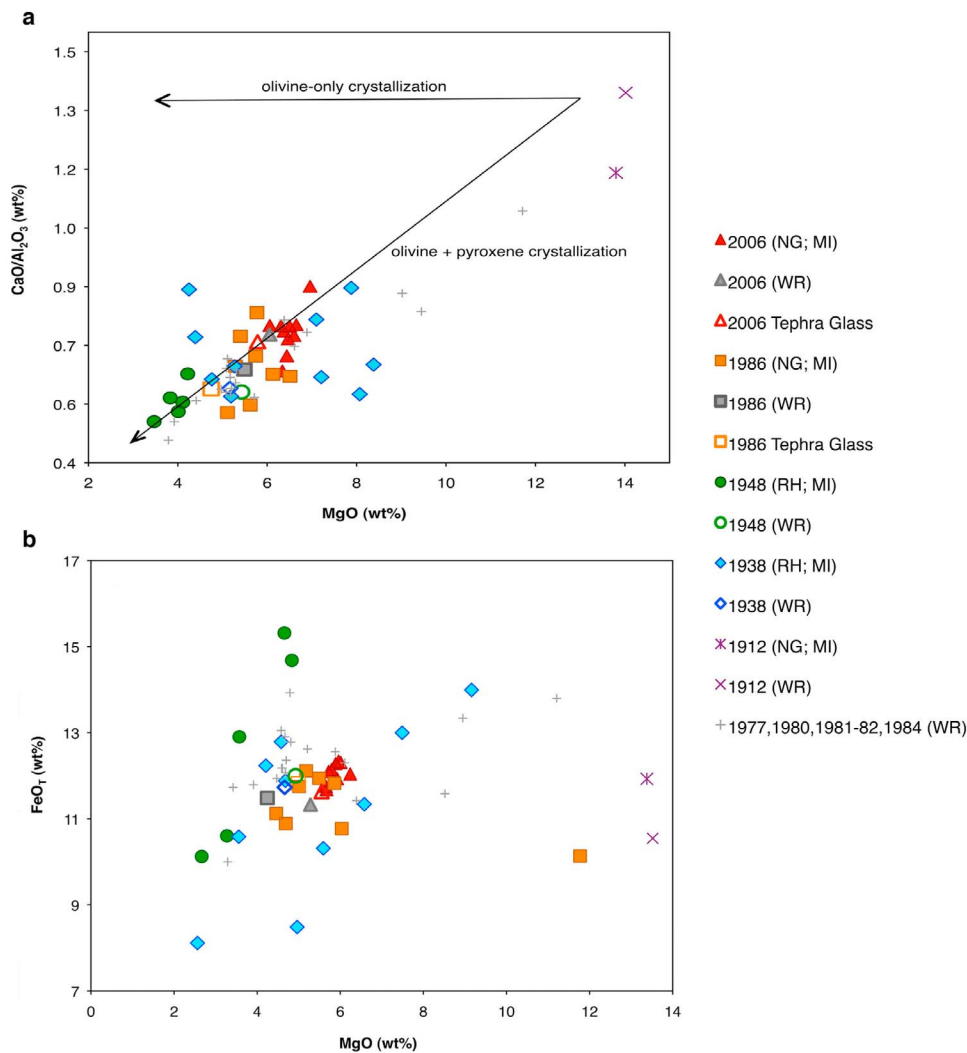 a
1.5
1.3
1.2
1.0
0.9
0.7
0.6
0.4
CaO/Al₂O₃ (wt%)
olivine-only crystallization
olivine + pyroxene crystallization
2 4 6 8 10 12 14
MgO (wt%)
b
17
15
13
11
9
7
FeO_T (wt%)
0 2 4 6 8 10 12 14
MgO (wt%)
2006 (NG; MI)
2006 (WR)
2006 Tephra Glass
1986 (NG; MI)
1986 (WR)
1986 Tephra Glass
1948 (RH; MI)
1948 (WR)
1938 (RH; MI)
1938 (WR)
1912 (NG; MI)
1912 (WR)
1977,1980,1981-82,1984 (WR)